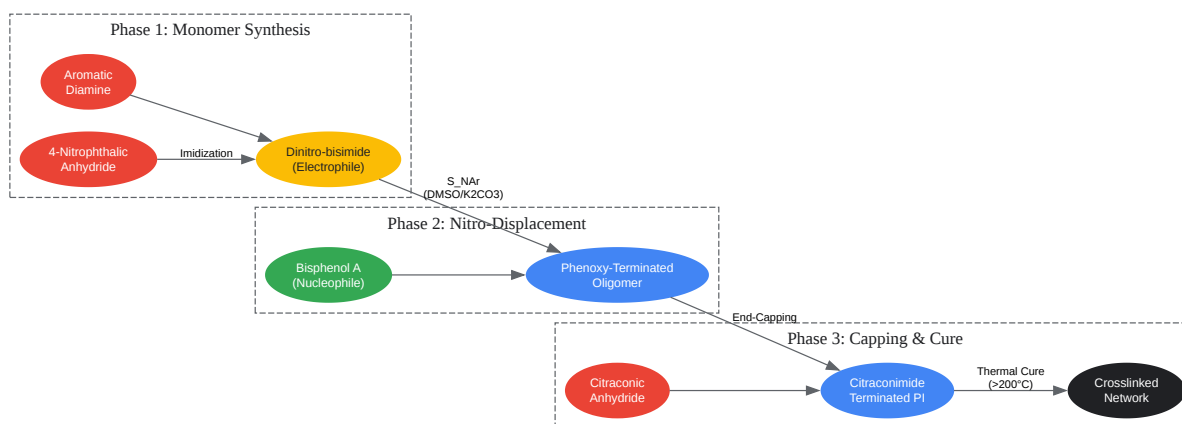 Phase 1: Monomer Synthesis
Aromatic
Diamine
4-Nitrophthalic
Anhydride
Imidization
Dinitro-bisimide
(Electrophile)
S_NAr
(DMSO/K2CO3)
Phase 2: Nitro-Displacement
Bisphenol A
(Nucleophile)
Phenoxy-Terminated
Oligomer
End-Capping
Phase 3: Capping & Cure
Citraconic
Anhydride
Citraconimide
Terminated PI
Thermal Cure
(>200°C)
Crosslinked
Network